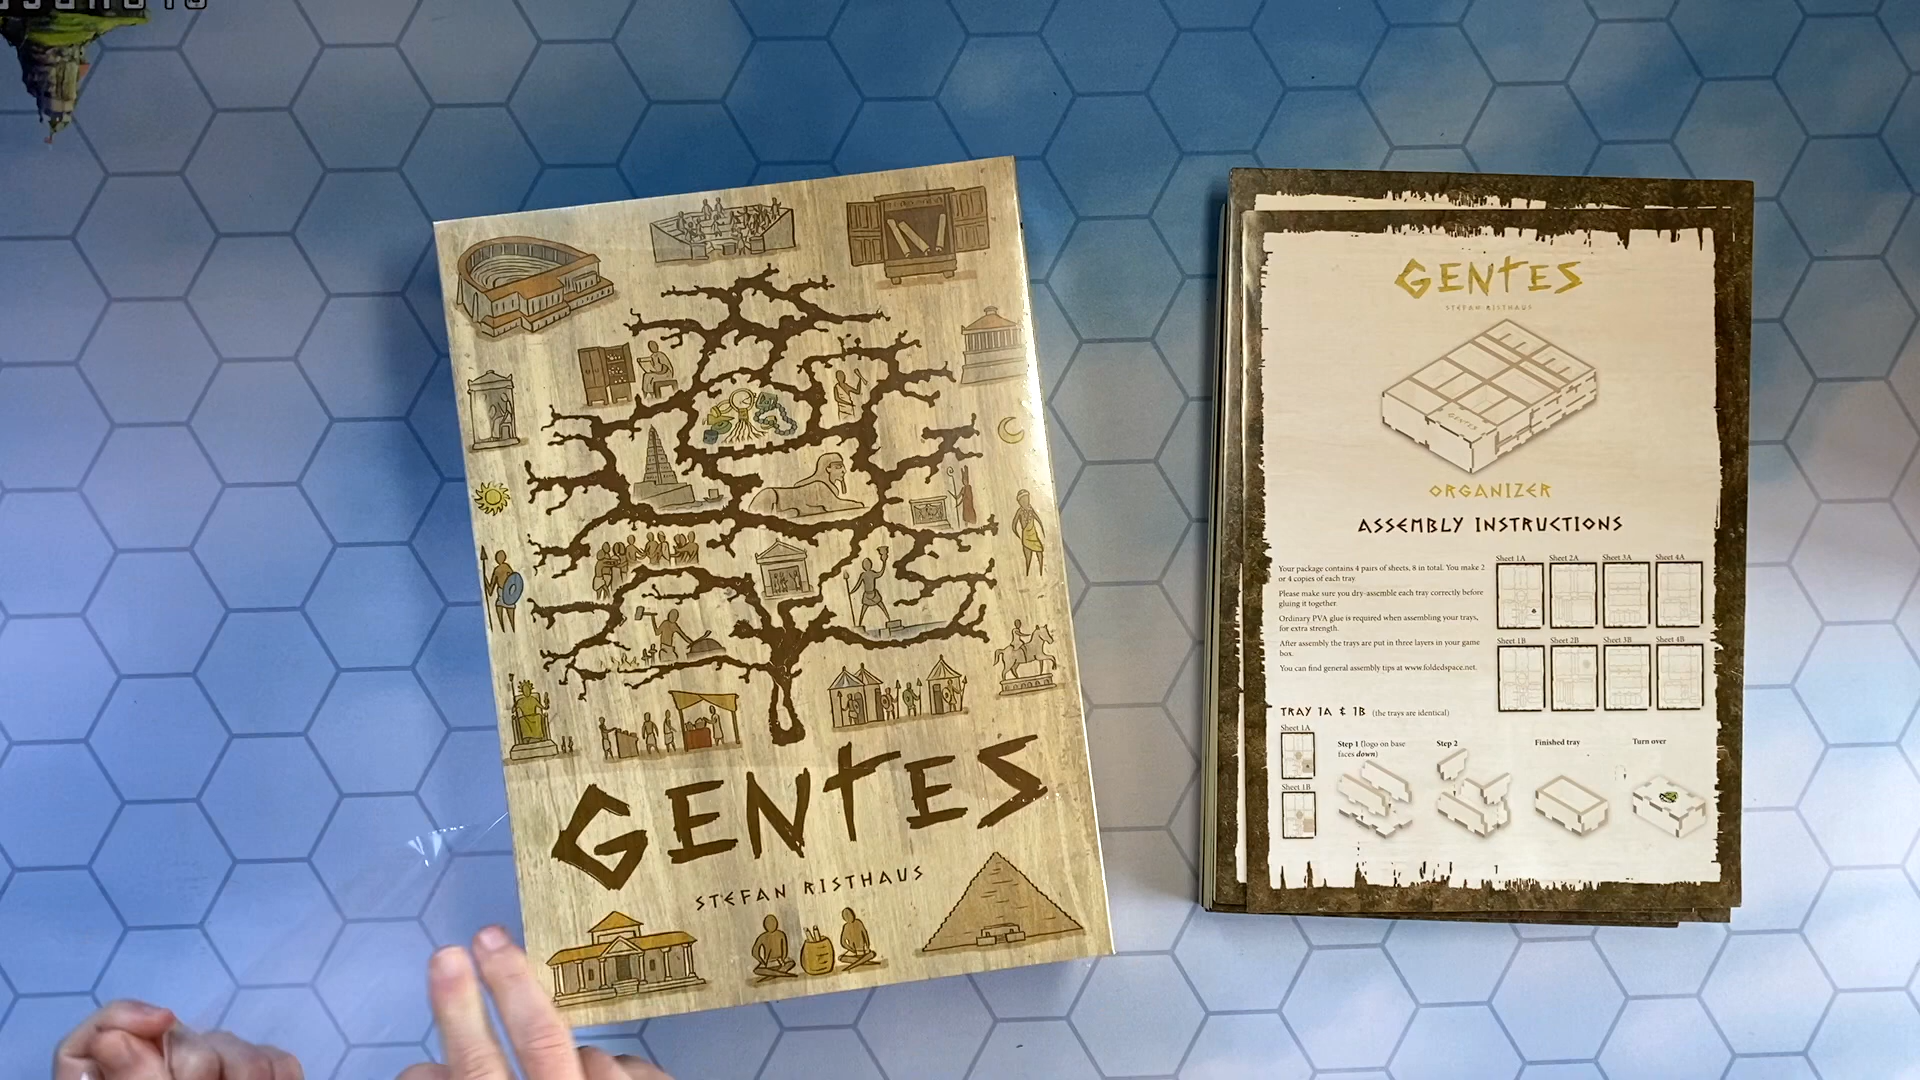 GENTES
STEFAN RISTHAUS
GENTES
STEFAN RISTHAUS
GENTES
ORGANIZER
ASSEMBLY INSTRUCTIONS
Your package contains 4 pairs of sheets, 8 in total. You make 2
or 4 copies of each tray.
Please make sure you dry-assemble each tray correctly before
gluing it together.
Ordinary PVA glue is required when assembling your trays,
for extra strength.
After assembly the trays are put in three layers in your game
box.
You can find general assembly tips at www.foldedspace.net.
Sheet 1A Sheet 2A Sheet 3A Sheet 4A
Sheet 1B Sheet 2B Sheet 3B Sheet 4B
TRAY 1A & 1B (the trays are identical)
Sheet 1A
Sheet 1B
Step 1 (logo on base
faces down)
Step 2
Finished tray
Turn over
1